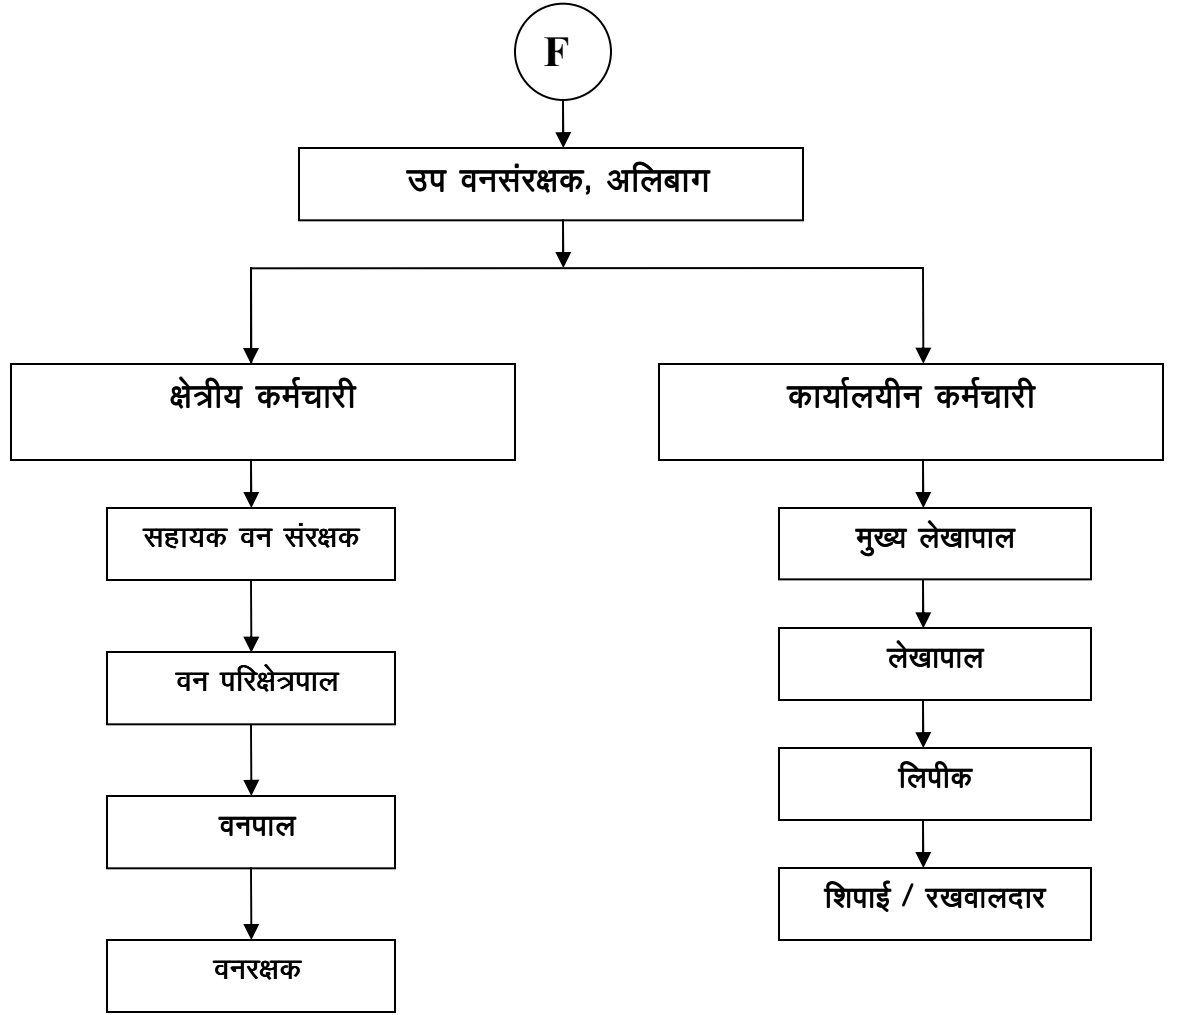 F
उप वनसंरक्षक, अलिबाग
क्षेत्रीय कर्मचारी
कार्यालयीन कर्मचारी
सहायक वन संरक्षक
वन परिक्षेत्रपाल
वनपाल
वनरक्षक
मुख्य लेखापाल
लेखापाल
लिपीक
शिपाई / रखवालदार